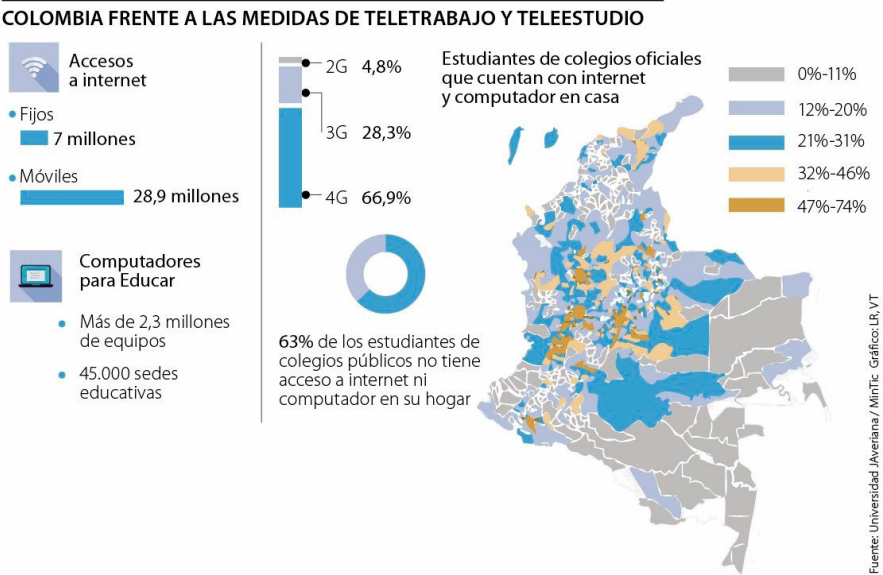 COLOMBIA FRENTE A LAS MEDIDAS DE TELETRABAJO Y TELEESTUDIO
Accesos
a internet
Fijos
7 millones
Móviles
28,9 millones
Computadores
para Educar
Más de 2,3 millones
de equipos
45.000 sedes
educativas
2G 4,8%
3G 28,3%
4G 66,9%
63% de los estudiantes de
colegios públicos no tiene
acceso a internet ni
computador en su hogar
Estudiantes de colegios oficiales
que cuentan con internet
y computador en casa
0%-11%
12%-20%
21%-31%
32%-46%
47%-74%
Fuente: Universidad JAveriana / MinTic Gráfico: LR, VT